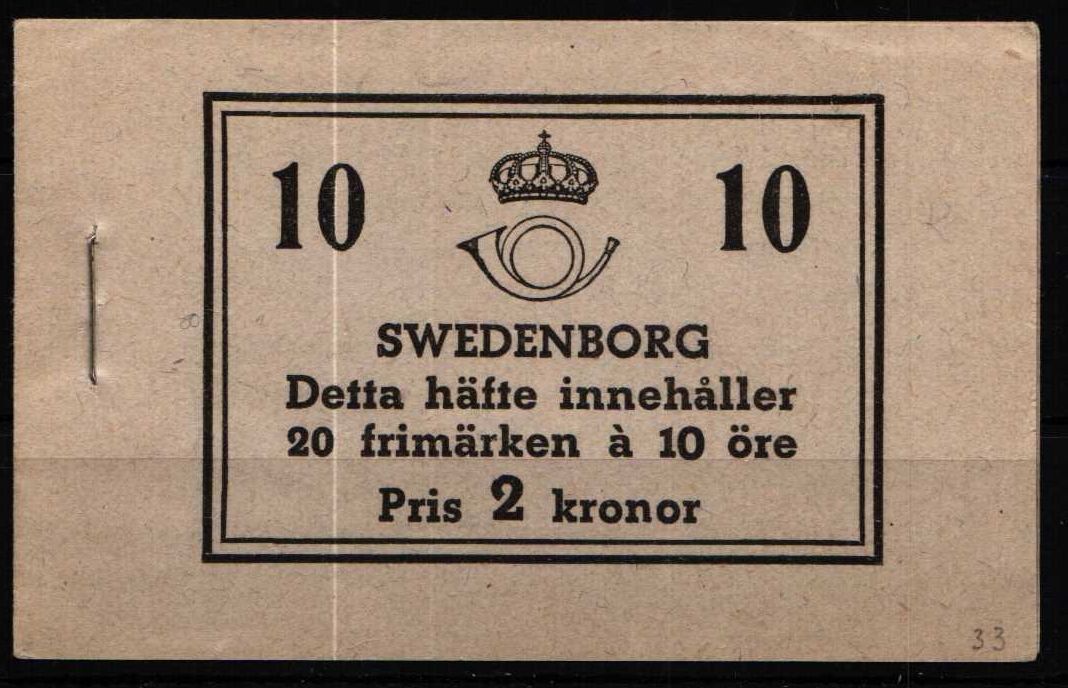 10 10
SWEDENBORG
Detta häfte innehåller
20 frimärken à 10 öre
Pris 2 kronor
33